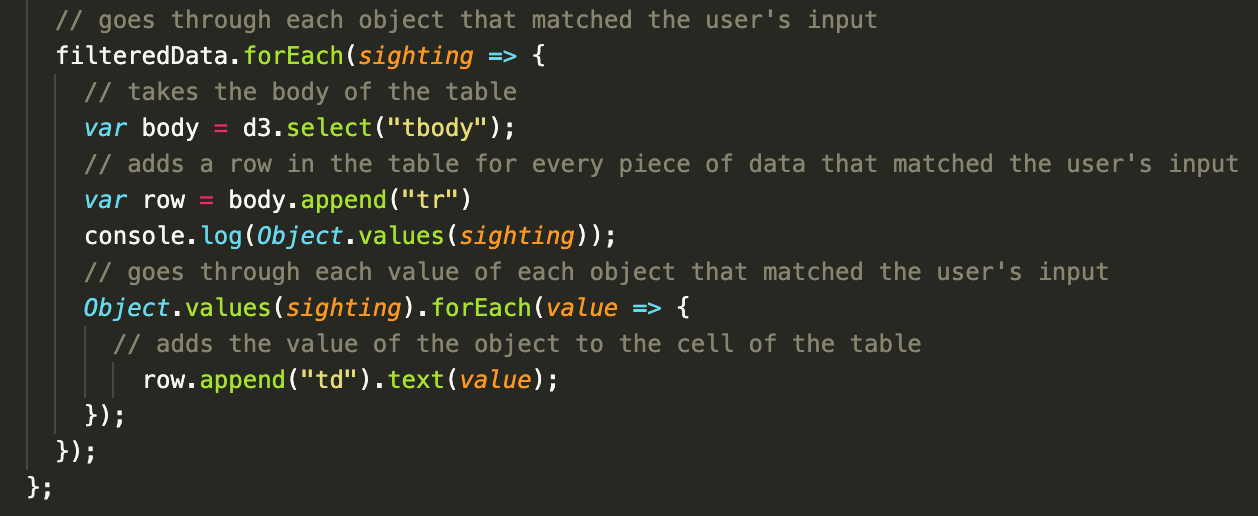 // goes through each object that matched the user's input
filteredData.forEach(sighting => {
// takes the body of the table
var body = d3.select("tbody");
// adds a row in the table for every piece of data that matched the user's input
var row = body.append("tr")
console.log(Object.values(sighting));
// goes through each value of each object that matched the user's input
Object.values(sighting).forEach(value => {
// adds the value of the object to the cell of the table
row.append("td").text(value);
});
});
};